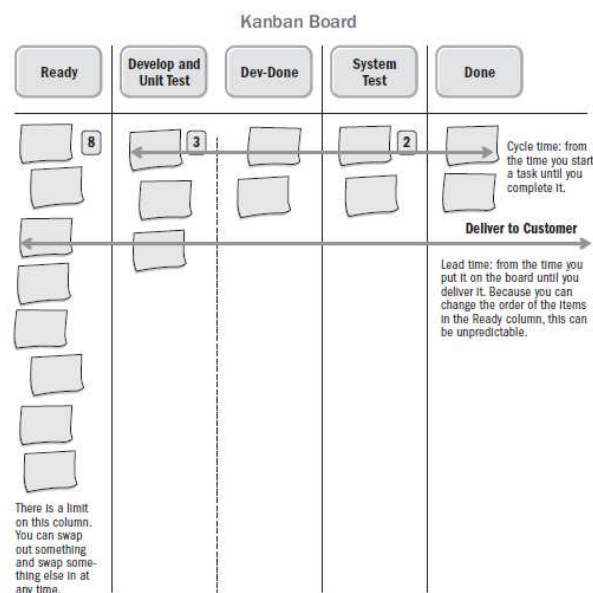 Kanban Board
Ready
Develop and
Unit Test
Dev-Done
System
Test
Done
8
3
2
Cycle time: from
the time you start
a task until you
complete it.
Deliver to Customer
Lead time: from the time you
put it on the board until you
deliver it. Because you can
change the order of the items
in the Ready column, this can
be unpredictable.
There is a limit
on this column.
You can swap
out something
and swap some-
thing else in at
any time.